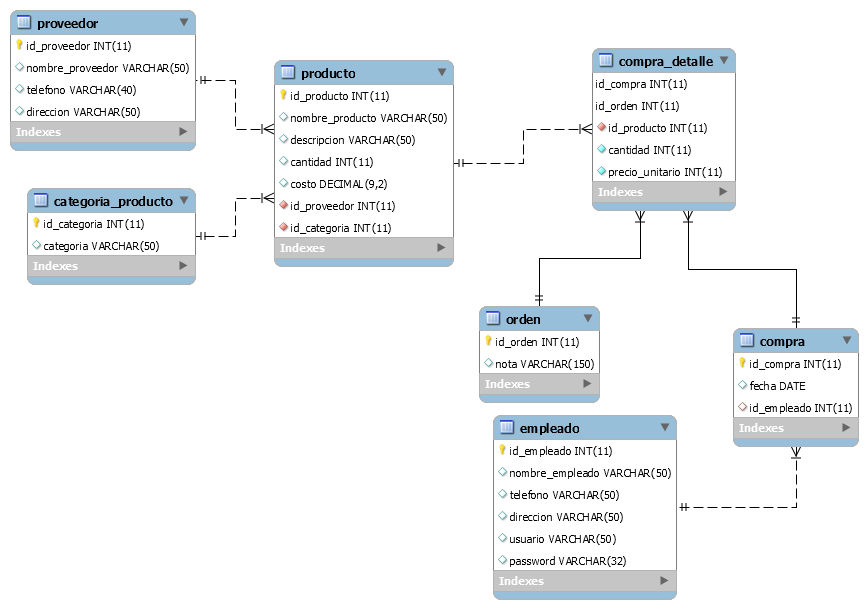 proveedor
id_proveedor INT(11)
nombre_proveedor VARCHAR(50)
telefono VARCHAR(40)
direccion VARCHAR(50)
Indexes
categoria_producto
id_categoria INT(11)
categoria VARCHAR(50)
Indexes
producto
id_producto INT(11)
nombre_producto VARCHAR(50)
descripcion VARCHAR(50)
cantidad INT(11)
costo DECIMAL(9,2)
id_proveedor INT(11)
id_categoria INT(11)
Indexes
compra_detalle
id_compra INT(11)
id_orden INT(11)
id_producto INT(11)
cantidad INT(11)
precio_unitario INT(11)
Indexes
orden
id_orden INT(11)
nota VARCHAR(150)
Indexes
compra
id_compra INT(11)
fecha DATE
id_empleado INT(11)
Indexes
empleado
id_empleado INT(11)
nombre_empleado VARCHAR(50)
telefono VARCHAR(50)
direccion VARCHAR(50)
usuario VARCHAR(50)
password VARCHAR(32)
Indexes